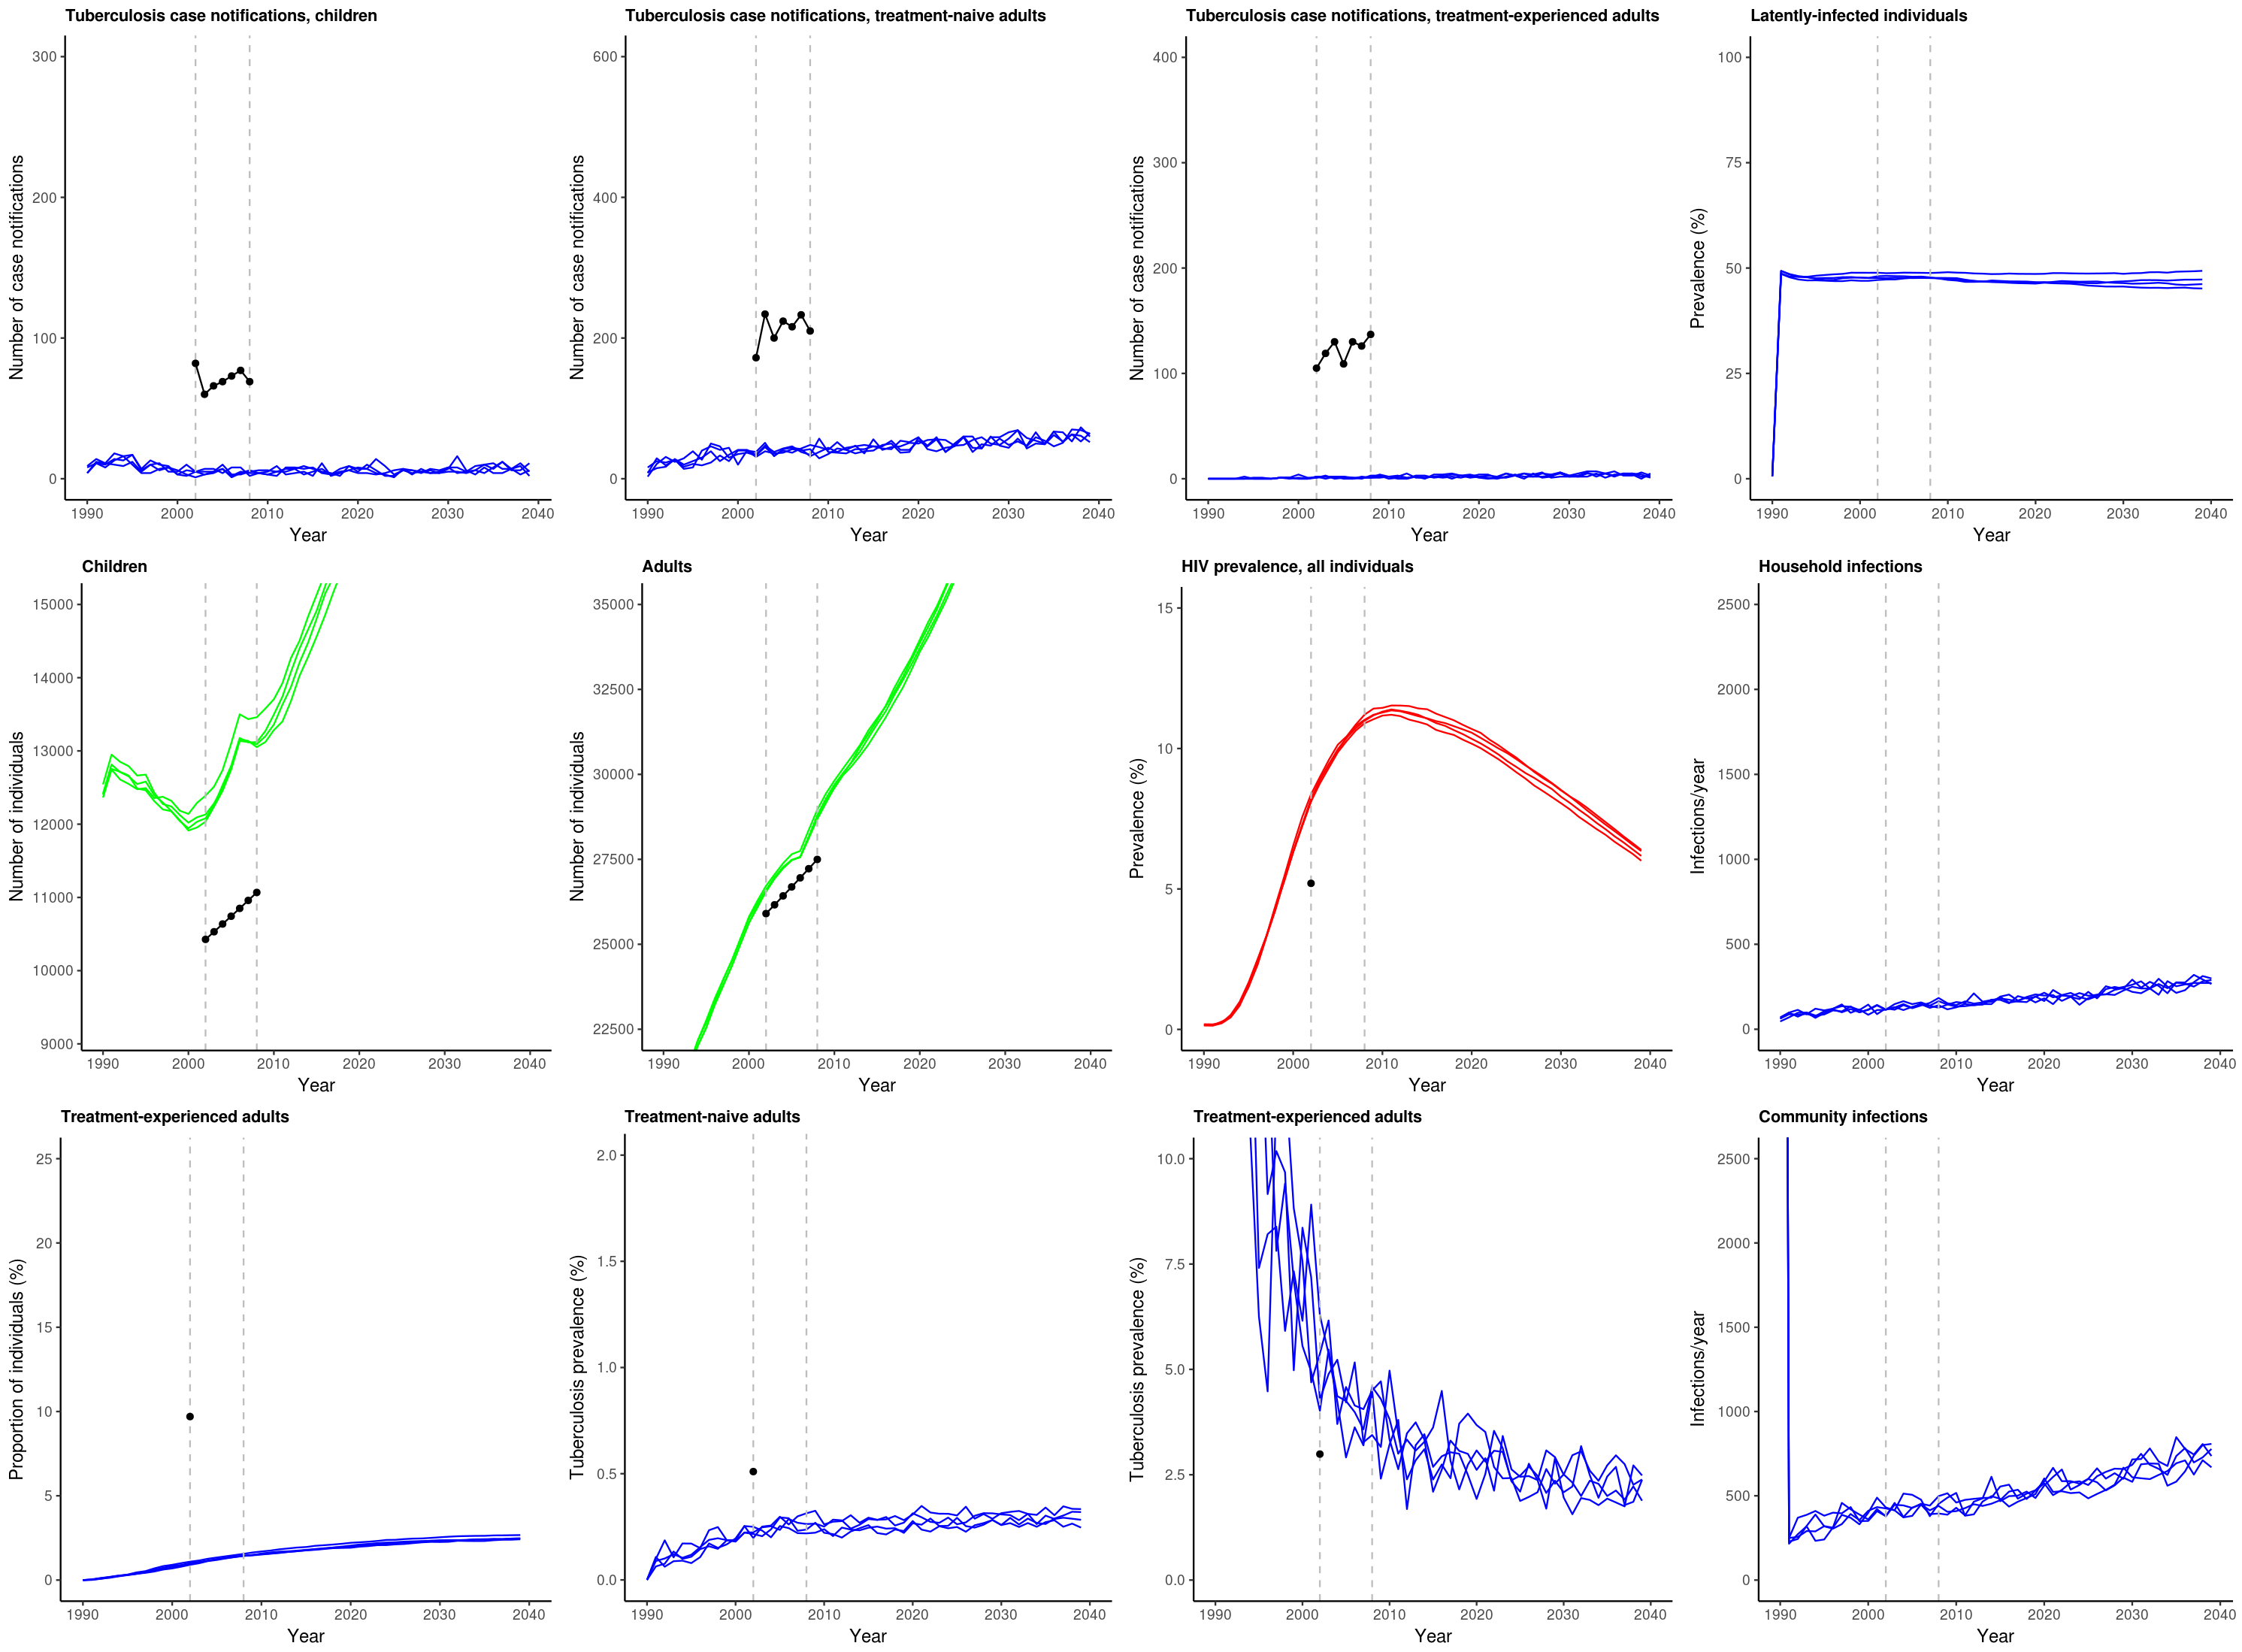 Tuberculosis case notifications, children
Number of case notifications
300
200
100
0
1990 2000 2010 2020 2030 2040
Year
Tuberculosis case notifications, treatment-naive adults
Number of case notifications
600
400
200
0
1990 2000 2010 2020 2030 2040
Year
Tuberculosis case notifications, treatment-experienced adults
Number of case notifications
400
300
200
100
0
1990 2000 2010 2020 2030 2040
Year
Latently-infected individuals
Prevalence (%)
100
75
50
25
0
1990 2000 2010 2020 2030 2040
Year
Children
Number of individuals
15000
14000
13000
12000
11000
10000
9000
1990 2000 2010 2020 2030 2040
Year
Adults
Number of individuals
35000
32500
30000
27500
25000
22500
1990 2000 2010 2020 2030 2040
Year
HIV prevalence, all individuals
Prevalence (%)
15
10
5
0
1990 2000 2010 2020 2030 2040
Year
Household infections
Infections/year
2500
2000
1500
1000
500
0
1990 2000 2010 2020 2030 2040
Year
Treatment-experienced adults
Proportion of individuals (%)
25
20
15
10
5
0
1990 2000 2010 2020 2030 2040
Year
Treatment-naive adults
Tuberculosis prevalence (%)
2.0
1.5
1.0
0.5
0.0
1990 2000 2010 2020 2030 2040
Year
Treatment-experienced adults
Tuberculosis prevalence (%)
10.0
7.5
5.0
2.5
0.0
1990 2000 2010 2020 2030 2040
Year
Community infections
Infections/year
2500
2000
1500
1000
500
0
1990 2000 2010 2020 2030 2040
Year